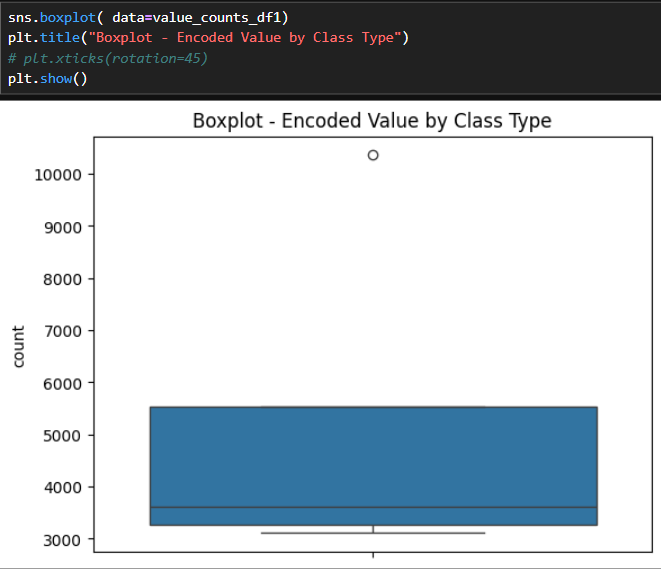 sns.boxplot( data=value_counts_df1)
plt.title("Boxplot - Encoded Value by Class Type")
# plt.xticks(rotation=45)
plt.show()
Boxplot - Encoded Value by Class Type
10000
9000
8000
7000
6000
5000
4000
3000
count